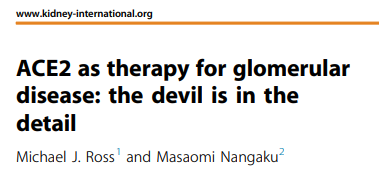 www.kidney-international.org
ACE2 as therapy for glomerular
disease: the devil is in the
detail
Michael J. Ross1 and Masaomi Nangaku2